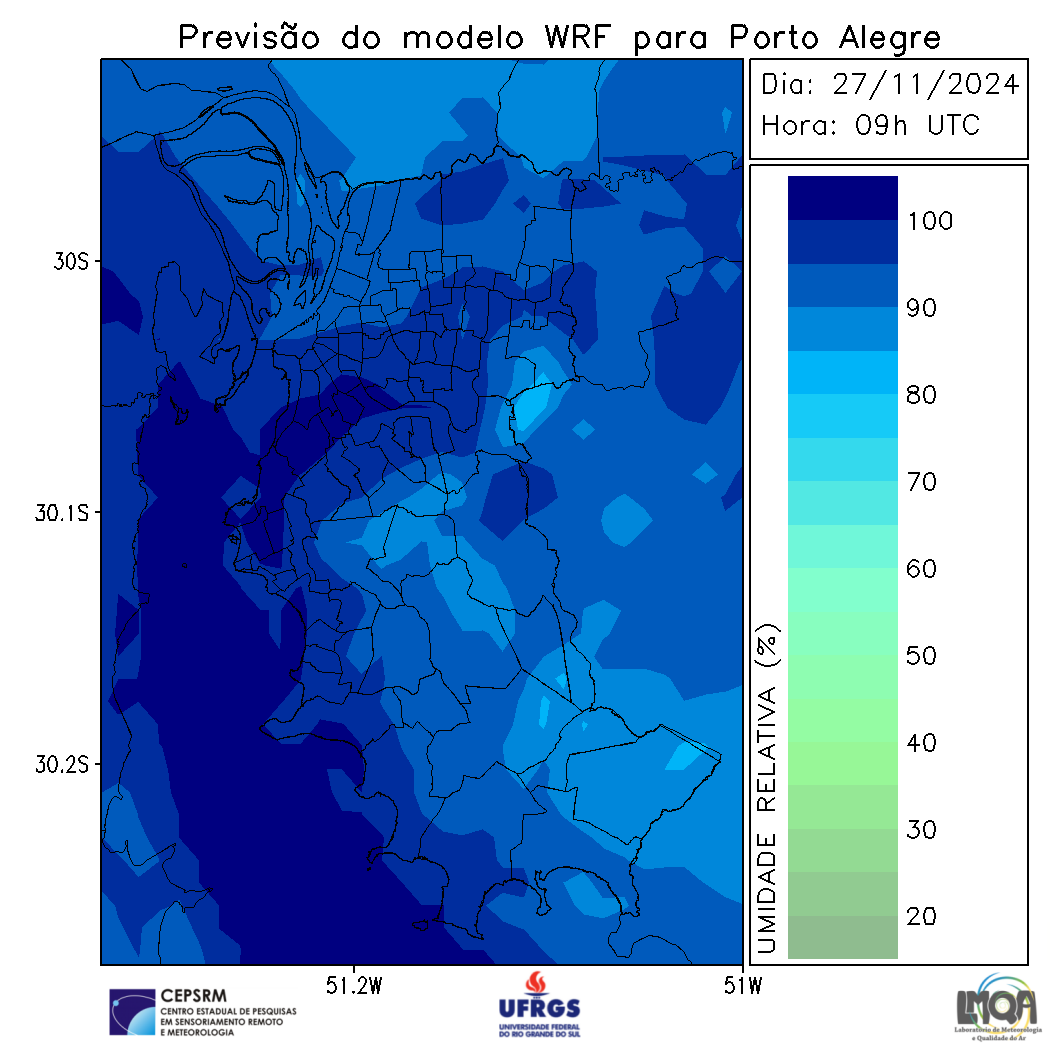 Previsão do modelo WRF para Porto Alegre
Dia: 27/11/2024
Hora: 09h UTC
30S
30.1S
30.2S
51.2W
51W
UMIDADE RELATIVA (%)
100
90
80
70
60
50
40
30
20
CEPSRM
CENTRO ESTADUAL DE PESQUISAS
EM SENSORIAMENTO REMOTO
E METEOROLOGIA
UFRGS
UNIVERSIDADE FEDERAL
DO RIO GRANDE DO SUL
LMQA
Laboratório de Meteorologia
e Qualidade do Ar